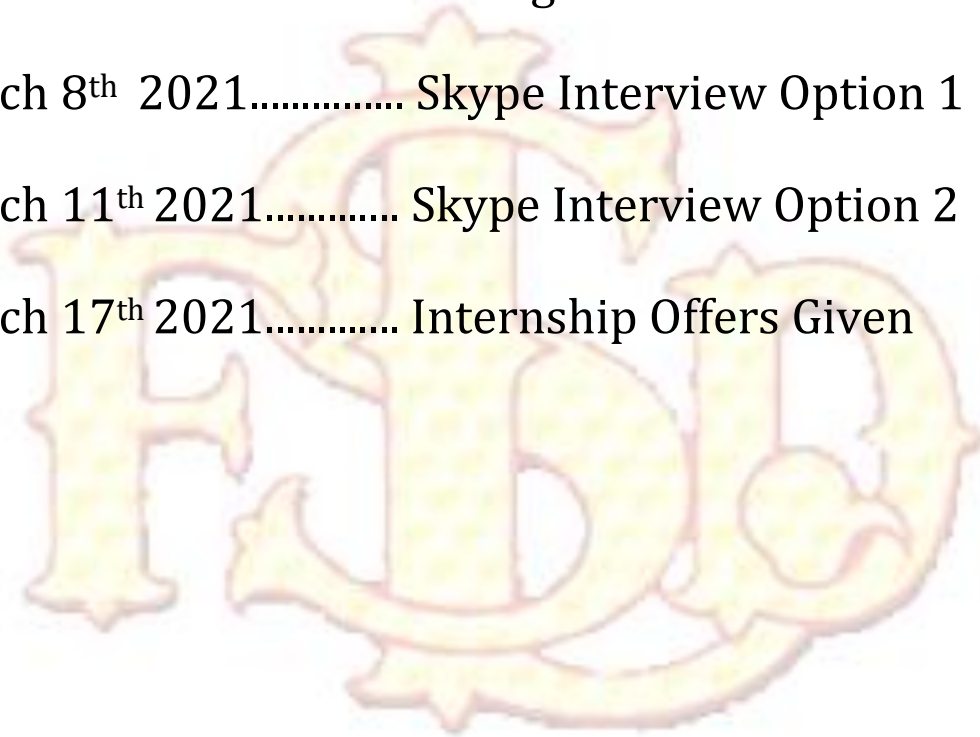 ch 8th 2021............... Skype Interview Option 1
ch 11th 2021............. Skype Interview Option 2
ch 17th 2021............. Internship Offers Given